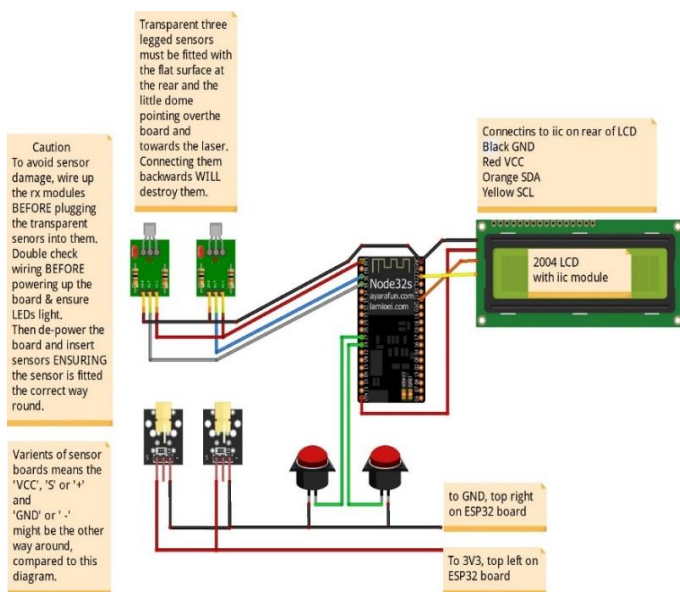 Transparent three
legged sensors
must be fitted with
the flat surface at
the rear and the
little dome
pointing overthe
board and
towards the laser.
Connecting them
backwards WILL
destroy them.
Caution
To avoid sensor
damage, wire up
the rx modules
BEFORE plugging
the transparent
senors into them.
Double check
wiring BEFORE
powering up the
board & ensure
LEDs light.
Then de-power the
board and insert
sensors ENSURING
the sensor is fitted
the correct way
round.
Connectins to iic on rear of LCD
Black GND
Red VCC
Orange SDA
Yellow SCL
2004 LCD
with iic module
Node32s
ayarafun.com
lamloei.com
Varients of sensor
boards means the
'VCC', 'S' or '+'
and
'GND' or ' -'
might be the other
way around,
compared to this
diagram.
to GND, top right
on ESP32 board
To 3V3, top left on
ESP32 board